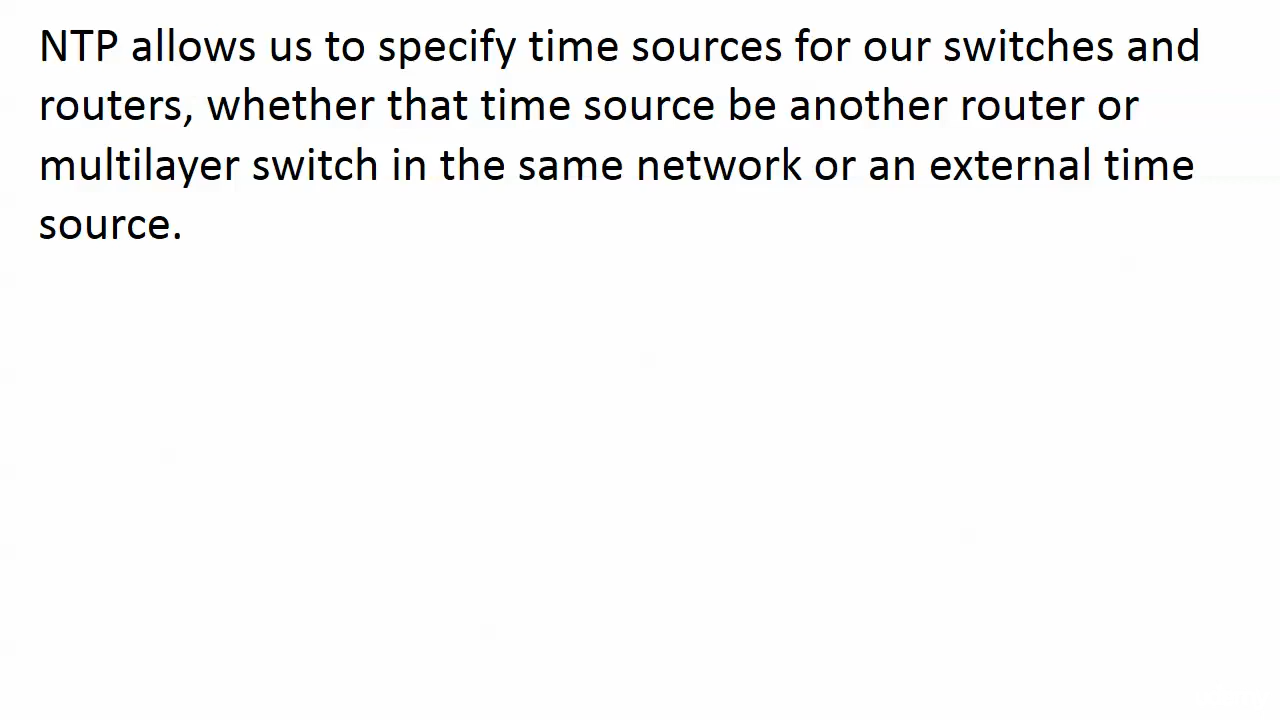 NTP allows us to specify time sources for our switches and
routers, whether that time source be another router or
multilayer switch in the same network or an external time
source.